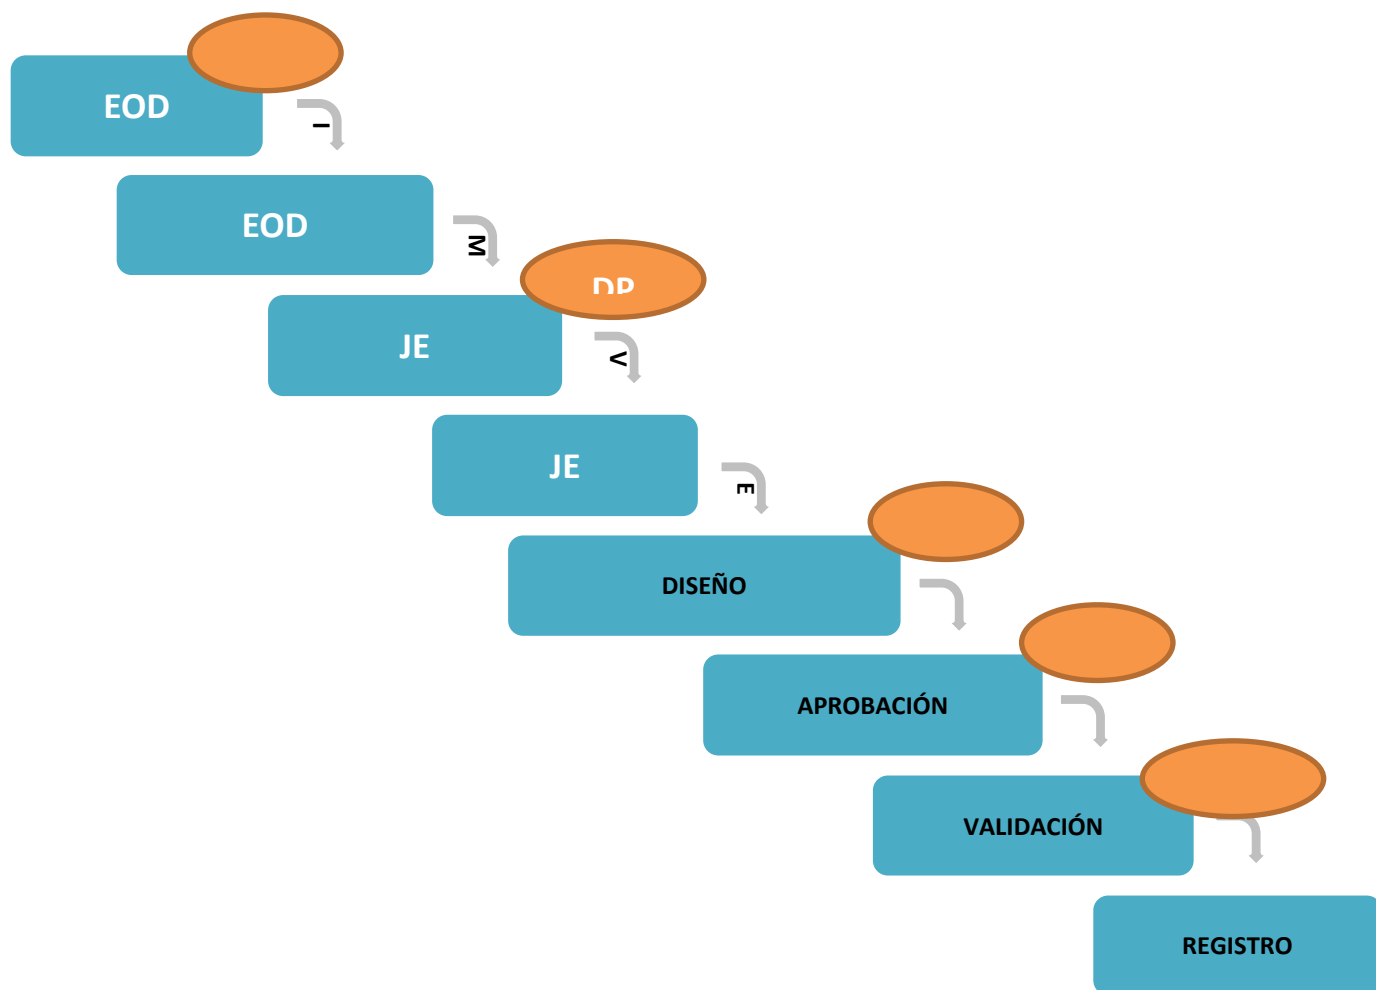 EOD
I
EOD
M
JE
V
JE
E
DISEÑO
APROBACIÓN
VALIDACIÓN
REGISTRO